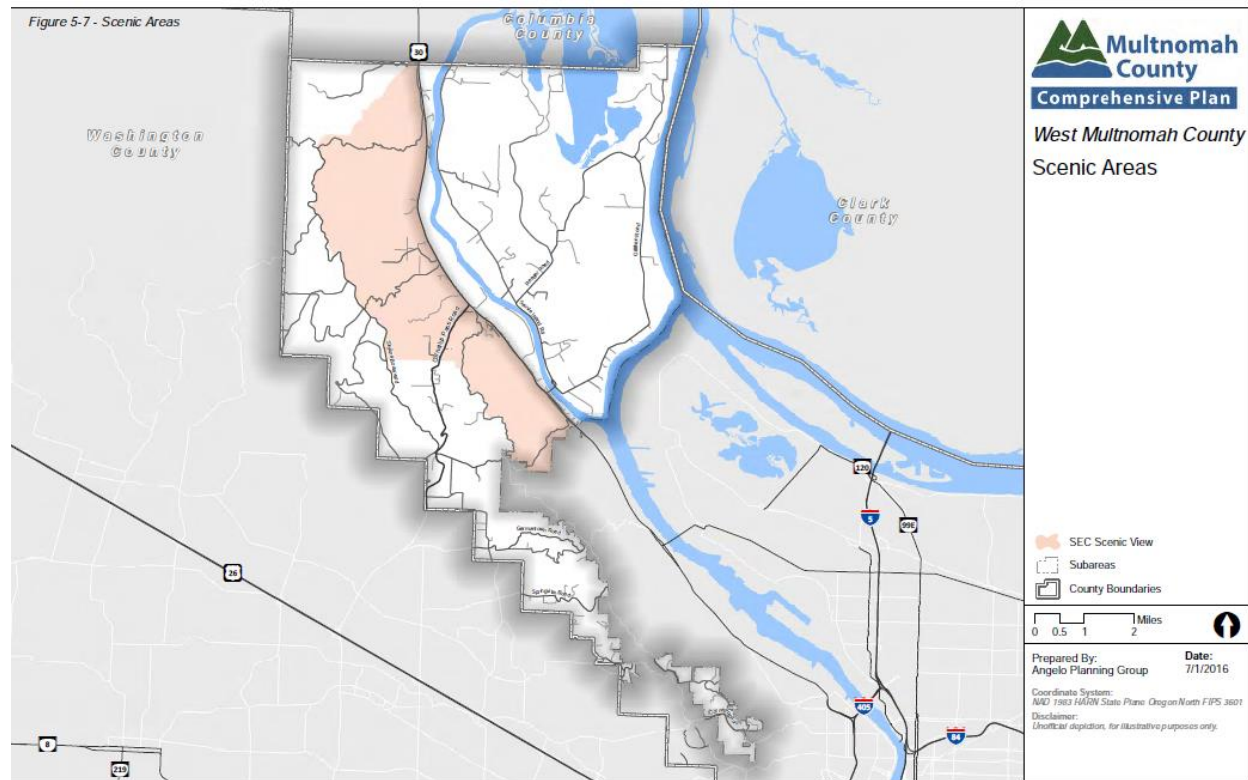 Figure 5-7 - Scenic Areas
Columbia
County
30
Washington
County
Clark
County
120
5
99E
26
405
84
8
219
Multnomah
County
Comprehensive Plan
West Multnomah County
Scenic Areas
SEC Scenic View
Subareas
County Boundaries
Miles
0 0.5 1 2
Prepared By:
Angelo Planning Group
Date:
7/1/2016
Coordinate System:
NAD 1983 HARN State Plane Oregon North FIPS 3601
Disclaimer:
Unofficial depiction, for illustrative purposes only.